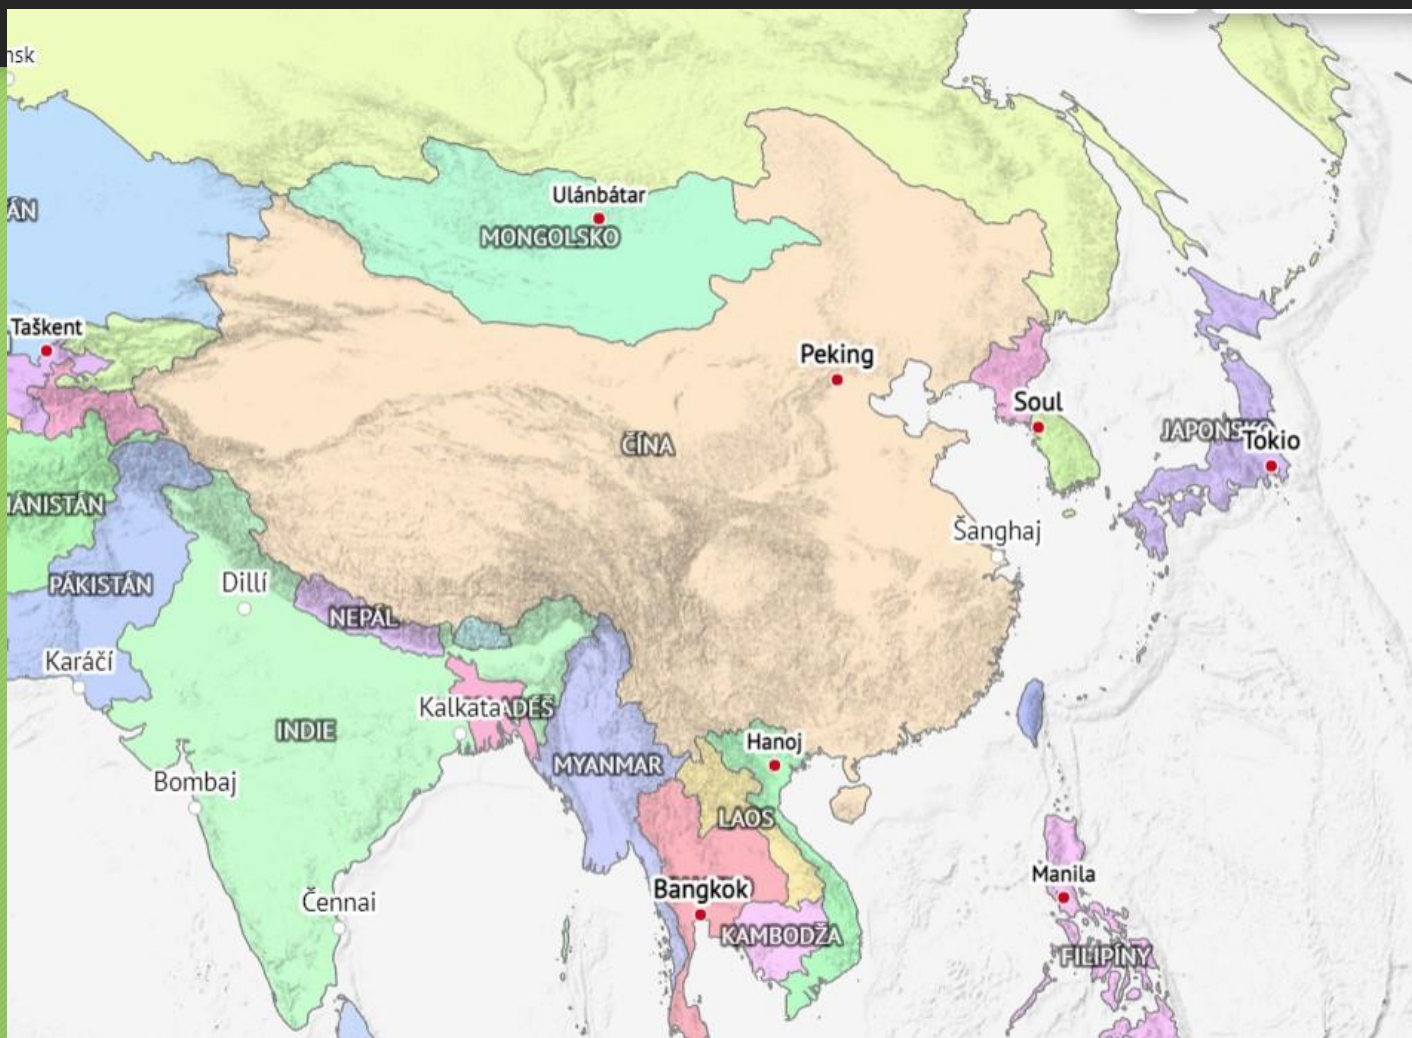 nsk
Ulánbátar
ÁN
MONGOLSKO
Taškent
Peking
Soul
JAPONSKO
Tokio
ČÍNA
ÁNISTÁN
Šanghaj
PÁKISTÁN
Dillí
NEPÁL
Karáčí
Kalkata
ADÉŠ
INDIE
Hanoj
MYANMAR
Bombaj
LAOS
Manila
Bangkok
Čennai
KAMBODŽA
FILIPÍNY